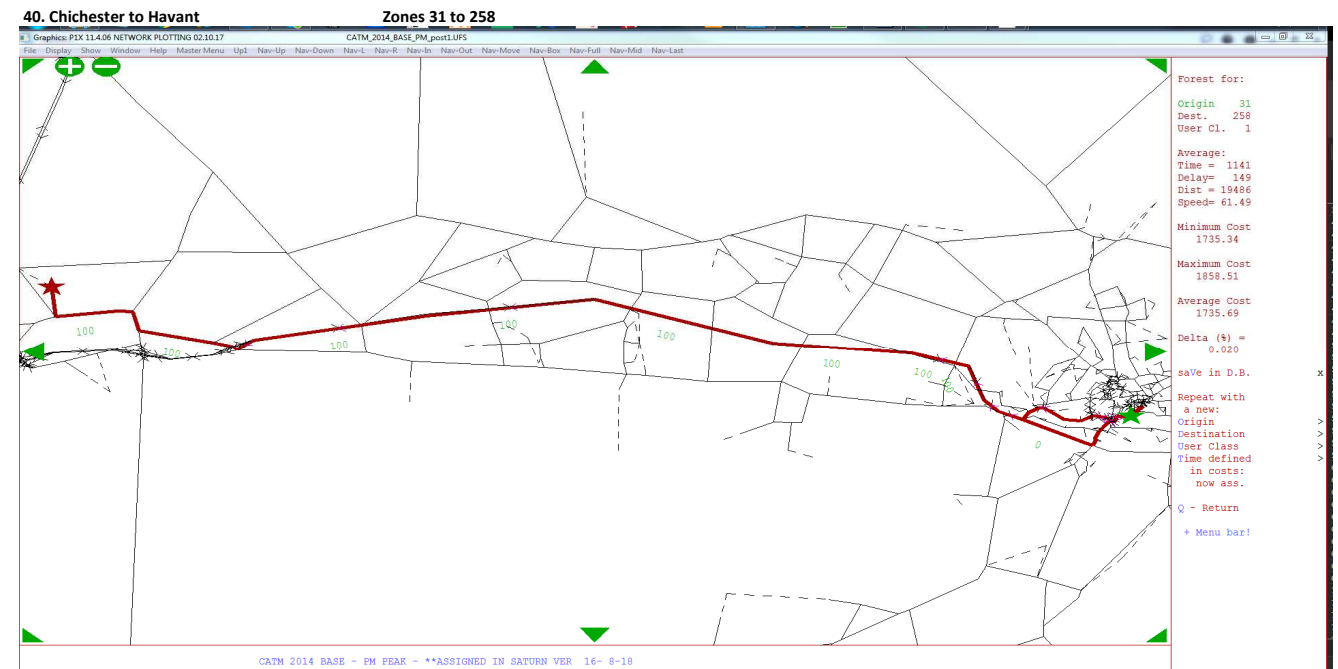 40. Chichester to Havant Zones 31 to 258
Graphics: P1X 11.4.06 NETWORK PLOTTING 02.10.17 CATM_2014_BASE_PM_post1.UFS
File Display Show Window Help Master Menu Up1 Nav-Up Nav-Down Nav-L Nav-R Nav-In Nav-Out Nav-Move Nav-Box Nav-Full Nav-Mid Nav-Last
Forest for:
Origin 31
Dest. 258
User Cl. 1
Average:
Time = 1141
Delay= 149
Dist = 19486
Speed= 61.49
Minimum Cost
1735.34
Maximum Cost
1858.51
Average Cost
1735.69
Delta (%) =
0.020
saVe in D.B. x
Repeat with
a new:
Origin >
Destination >
User Class >
Time defined >
in costs:
now ass.
Q - Return
+ Menu bar!
100
100
100
100
100
100
100
100
0
CATM 2014 BASE - PM PEAK - **ASSIGNED IN SATURN VER 16- 8-18